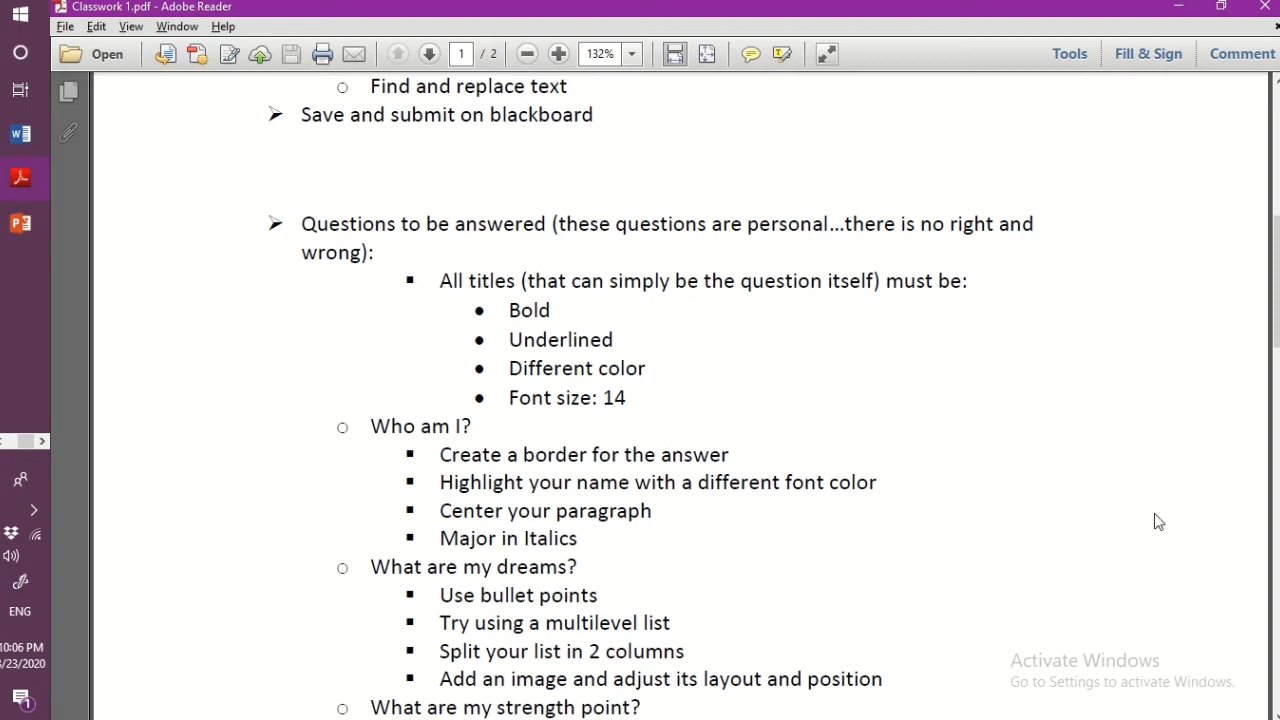 Classwork 1.pdf - Adobe Reader
File Edit View Window Help
Open 1 / 2 132% Tools Fill & Sign Comment
o Find and replace text
➤ Save and submit on blackboard
➤ Questions to be answered (these questions are personal...there is no right and
wrong):
▪ All titles (that can simply be the question itself) must be:
• Bold
• Underlined
• Different color
• Font size: 14
o Who am I?
▪ Create a border for the answer
▪ Highlight your name with a different font color
▪ Center your paragraph
▪ Major in Italics
o What are my dreams?
▪ Use bullet points
▪ Try using a multilevel list
▪ Split your list in 2 columns
▪ Add an image and adjust its layout and position
o What are my strength point?
ENG
10:06 PM
/23/2020
1
Activate Windows
Go to Settings to activate Windows.